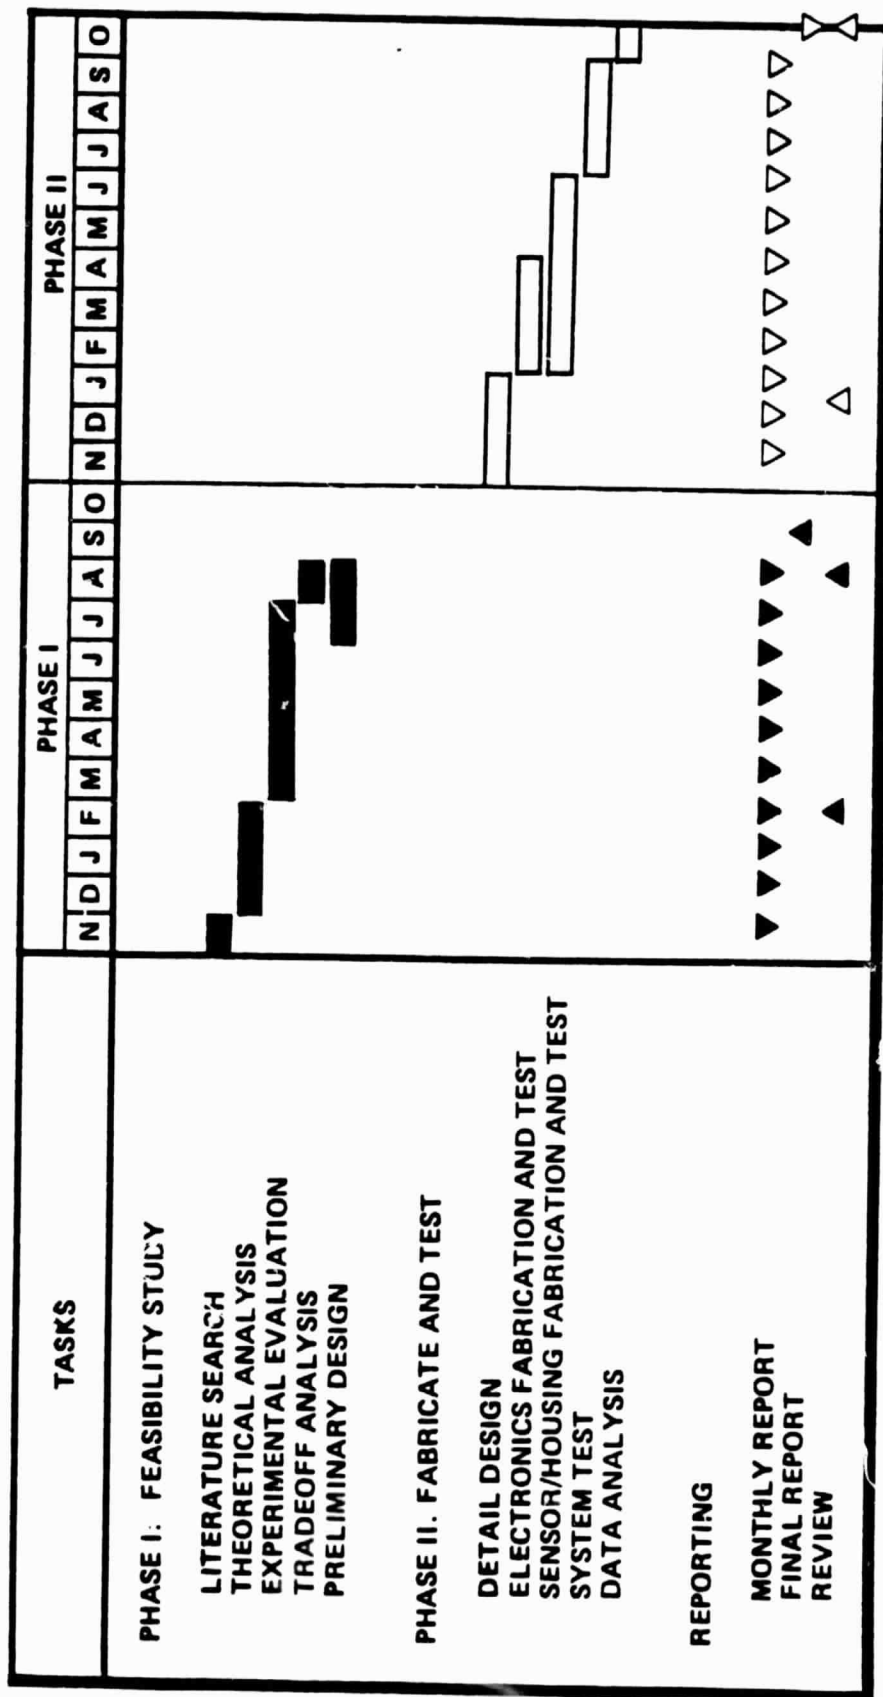 TASKS
PHASE I
PHASE II
N D J F M A M J J A S O N D J F M A M J J A S O
PHASE I: FEASIBILITY STUDY
LITERATURE SEARCH
THEORETICAL ANALYSIS
EXPERIMENTAL EVALUATION
TRADEOFF ANALYSIS
PRELIMINARY DESIGN
PHASE II. FABRICATE AND TEST
DETAIL DESIGN
ELECTRONICS FABRICATION AND TEST
SENSOR/HOUSING FABRICATION AND TEST
SYSTEM TEST
DATA ANALYSIS
REPORTING
MONTHLY REPORT
FINAL REPORT
REVIEW